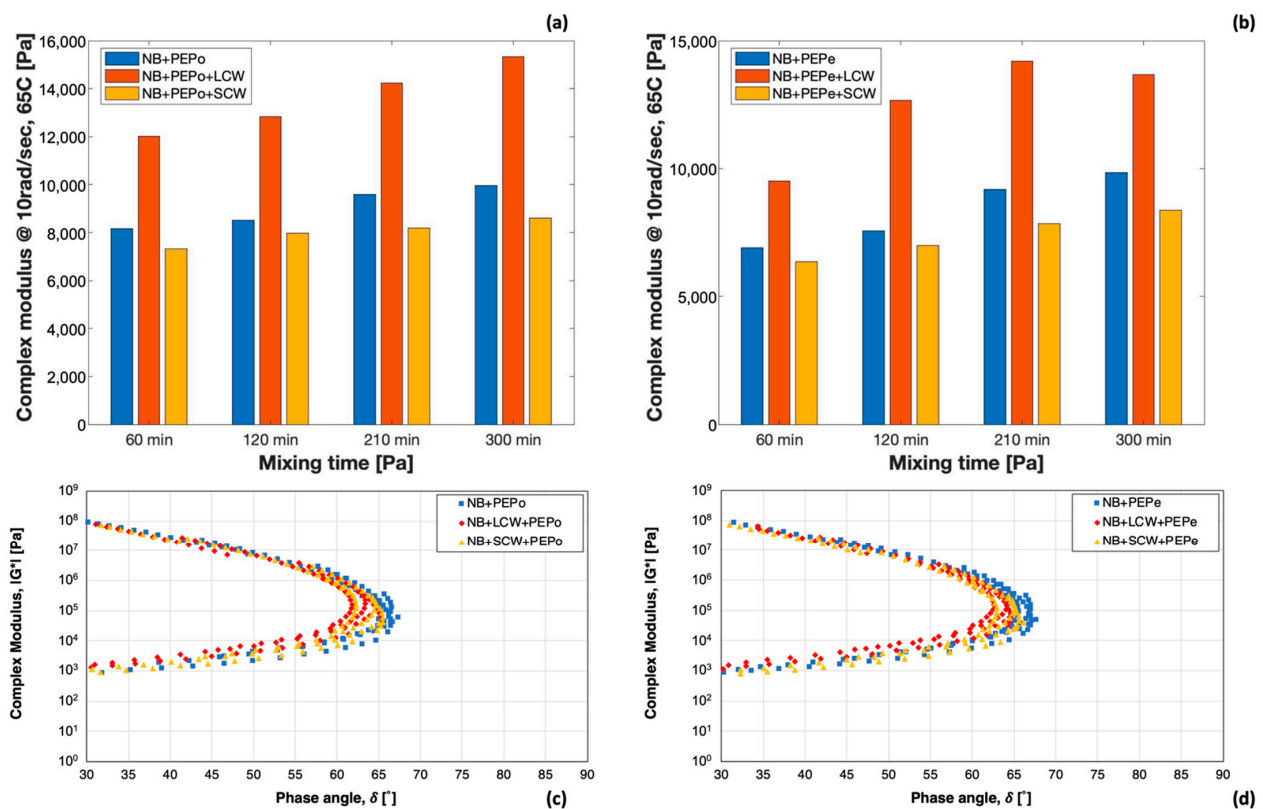 (a)
Complex modulus @ 10rad/sec, 65C [Pa]
16,000
14,000
12,000
10,000
8,000
6,000
4,000
2,000
0
NB+PEPo
NB+PEPo+LCW
NB+PEPo+SCW
60 min
120 min
210 min
300 min
Mixing time [Pa]
(b)
Complex modulus @ 10rad/sec, 65C [Pa]
15,000
10,000
5,000
0
NB+PEPe
NB+PEPe+LCW
NB+PEPe+SCW
60 min
120 min
210 min
300 min
Mixing time [Pa]
Complex Modulus, IG*I [Pa]
10⁹
10⁸
10⁷
10⁶
10⁵
10⁴
10³
10²
10¹
10⁰
NB+PEPo
NB+LCW+PEPo
NB+SCW+PEPo
30 35 40 45 50 55 60 65 70 75 80 85 90
Phase angle, δ [°]
(c)
Complex Modulus, IG*I [Pa]
10⁹
10⁸
10⁷
10⁶
10⁵
10⁴
10³
10²
10¹
10⁰
NB+PEPe
NB+LCW+PEPe
NB+SCW+PEPe
30 35 40 45 50 55 60 65 70 75 80 85 90
Phase angle, δ [°]
(d)